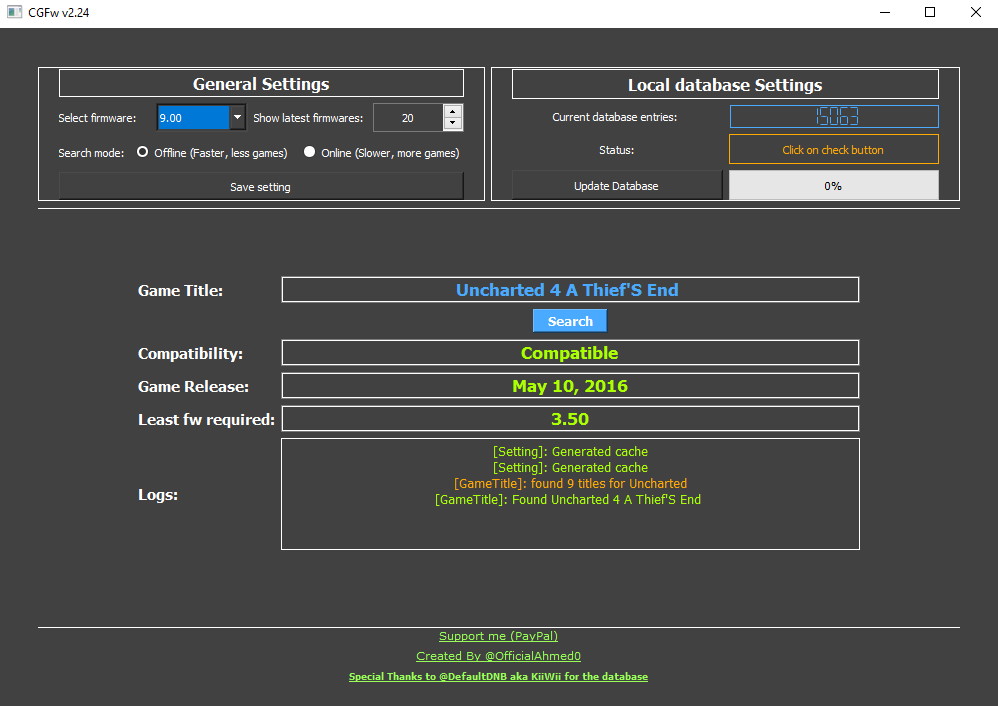 CGFw v2.24
General Settings
Select firmware: 9.00 Show latest firmwares: 20
Search mode: Offline (Faster, less games) Online (Slower, more games)
Save setting
Local database Settings
Current database entries: 15063
Status: Click on check button
Update Database 0%
Game Title: Uncharted 4 A Thief'S End
Search
Compatibility: Compatible
Game Release: May 10, 2016
Least fw required: 3.50
Logs:
[Setting]: Generated cache
[Setting]: Generated cache
[GameTitle]: found 9 titles for Uncharted
[GameTitle]: Found Uncharted 4 A Thief'S End
Support me (PayPal)
Created By @OfficialAhmed0
Special Thanks to @DefaultDNB aka KiiWii for the database